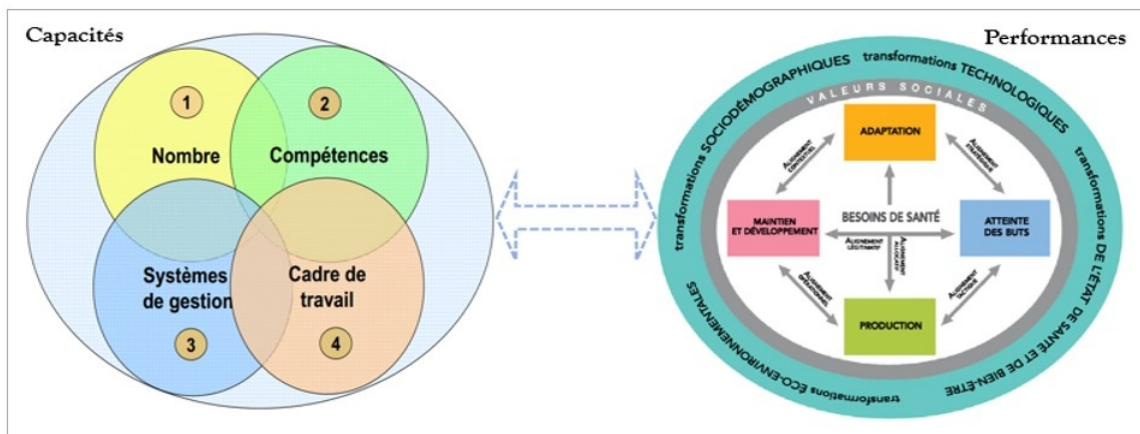 Capacités
1
2
Nombre
Compétences
Systèmes
de gestion
Cadre de
travail
3
4
Performances
transformations SOCIODÉMOGRAPHIQUES
transformations TECHNOLOGIQUES
transformations DE L'ÉTAT DE SANTÉ ET DE BIEN-ÊTRE
transformations ÉCO-ENVIRONNEMENTALES
VALEURS SOCIALES
ADAPTATION
ALIGNEMENT
CONTEXTUEL
ALIGNEMENT
STRATÉGIQUE
MAINTIEN
ET DÉVELOPPEMENT
BESOINS DE SANTÉ
ATTEINTE
DES BUTS
ALIGNEMENT
LÉGITIMATIF
ALIGNEMENT
ALLOCATIF
ALIGNEMENT
OPÉRATIONNEL
ALIGNEMENT
TACTIQUE
PRODUCTION